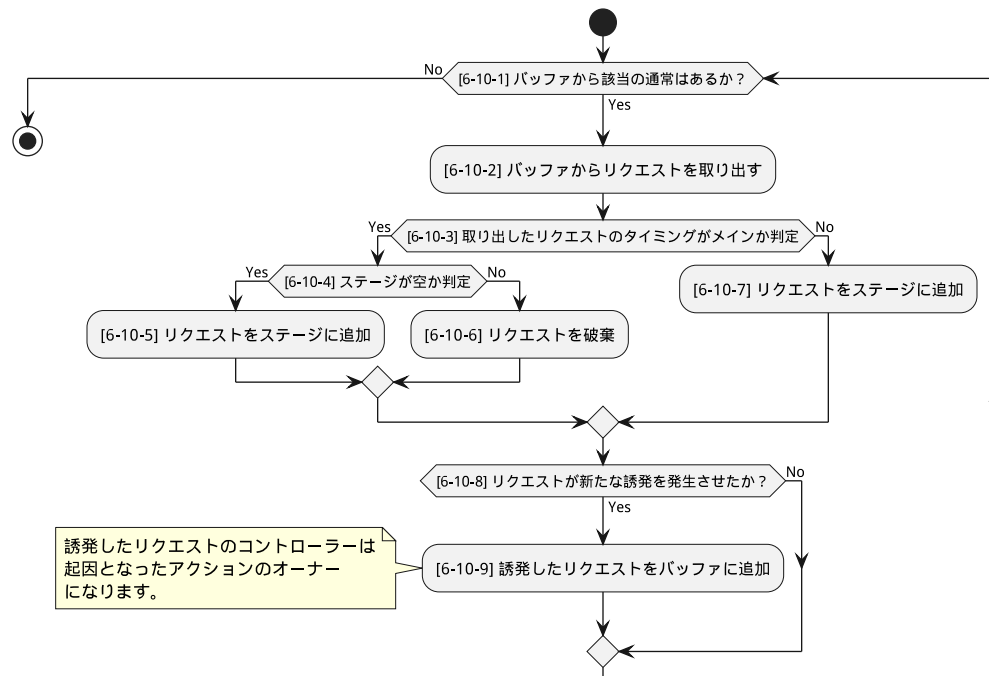 No
[6-10-1] バッファから該当の通常はあるか？
Yes
[6-10-2] バッファからリクエストを取り出す
Yes
[6-10-3] 取り出したリクエストのタイミングがメインか判定
No
Yes
[6-10-4] ステージが空か判定
No
[6-10-7] リクエストをステージに追加
[6-10-5] リクエストをステージに追加
[6-10-6] リクエストを破棄
[6-10-8] リクエストが新たな誘発を発生させたか？
No
Yes
誘発したリクエストのコントローラーは
起因となったアクションのオーナー
になります。
[6-10-9] 誘発したリクエストをバッファに追加